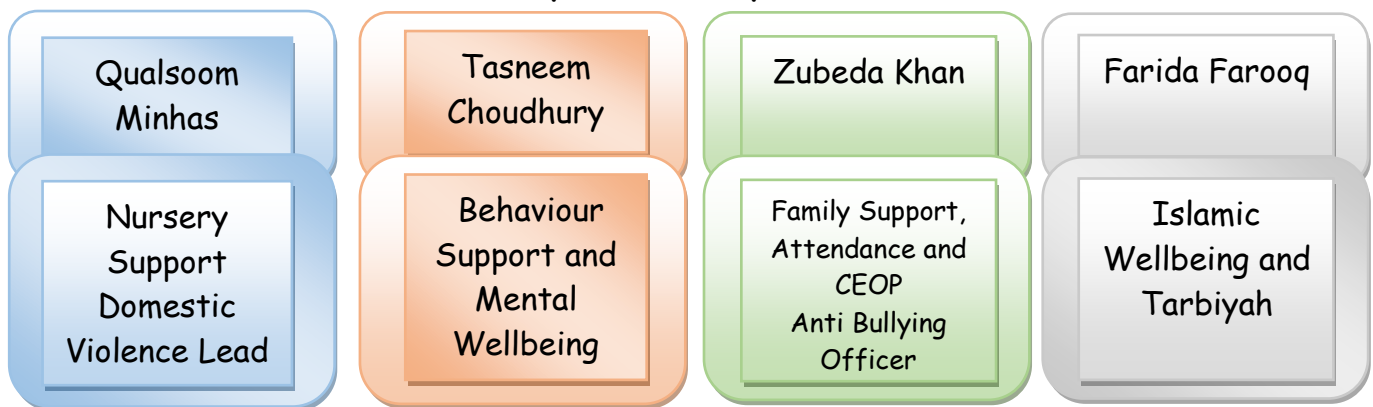 Qualsoom
Minhas
Nursery
Support
Domestic
Violence Lead
Tasneem
Choudhury
Behaviour
Support and
Mental
Wellbeing
Zubeda Khan
Family Support,
Attendance and
CEOP
Anti Bullying
Officer
Farida Farooq
Islamic
Wellbeing and
Tarbiyah